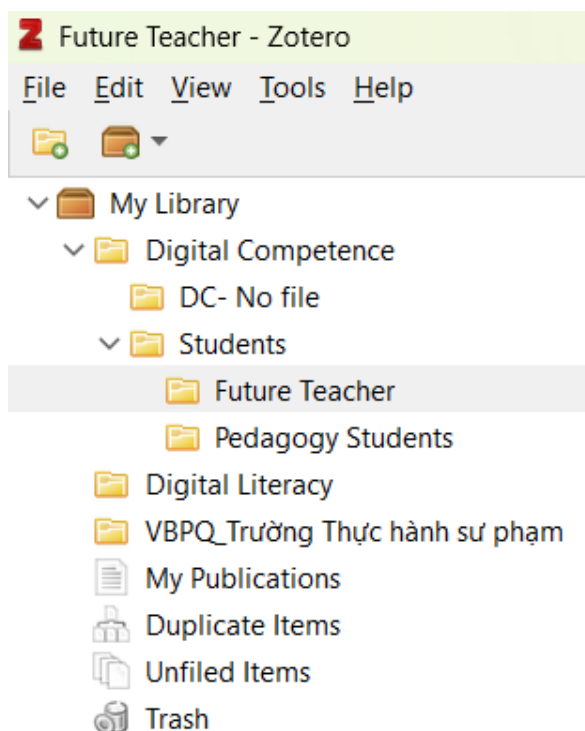 Future Teacher - Zotero
File Edit View Tools Help
My Library
Digital Competence
DC- No file
Students
Future Teacher
Pedagogy Students
Digital Literacy
VBPQ_Trường Thực hành sư phạm
My Publications
Duplicate Items
Unfiled Items
Trash